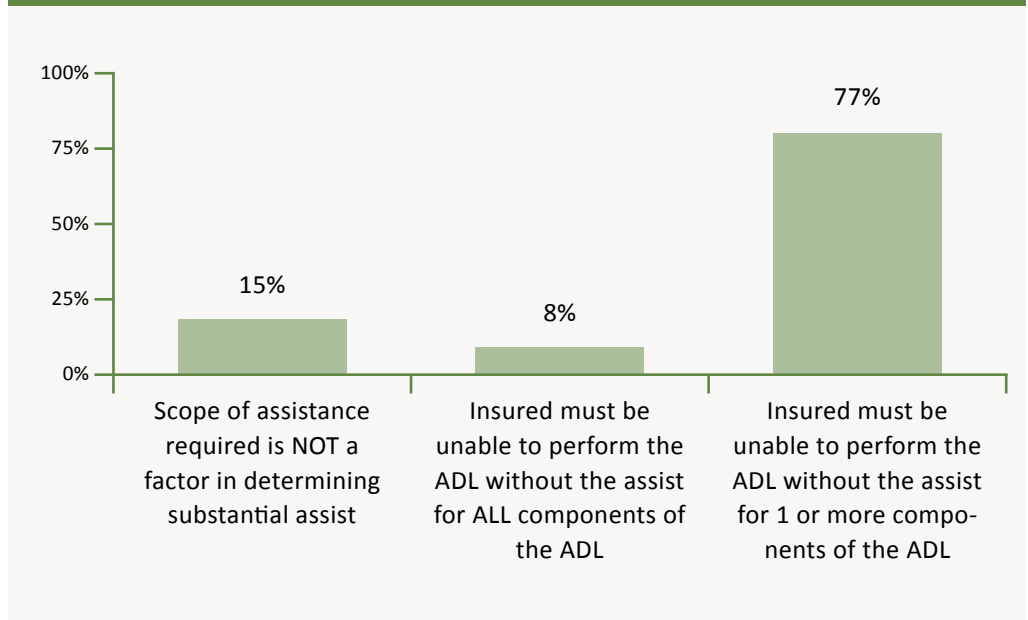 100%
75%
50%
25%
0%
15%
8%
77%
Scope of assistance
required is NOT a
factor in determining
substantial assist
Insured must be
unable to perform the
ADL without the assist
for ALL components of
the ADL
Insured must be
unable to perform the
ADL without the assist
for 1 or more compo-
nents of the ADL